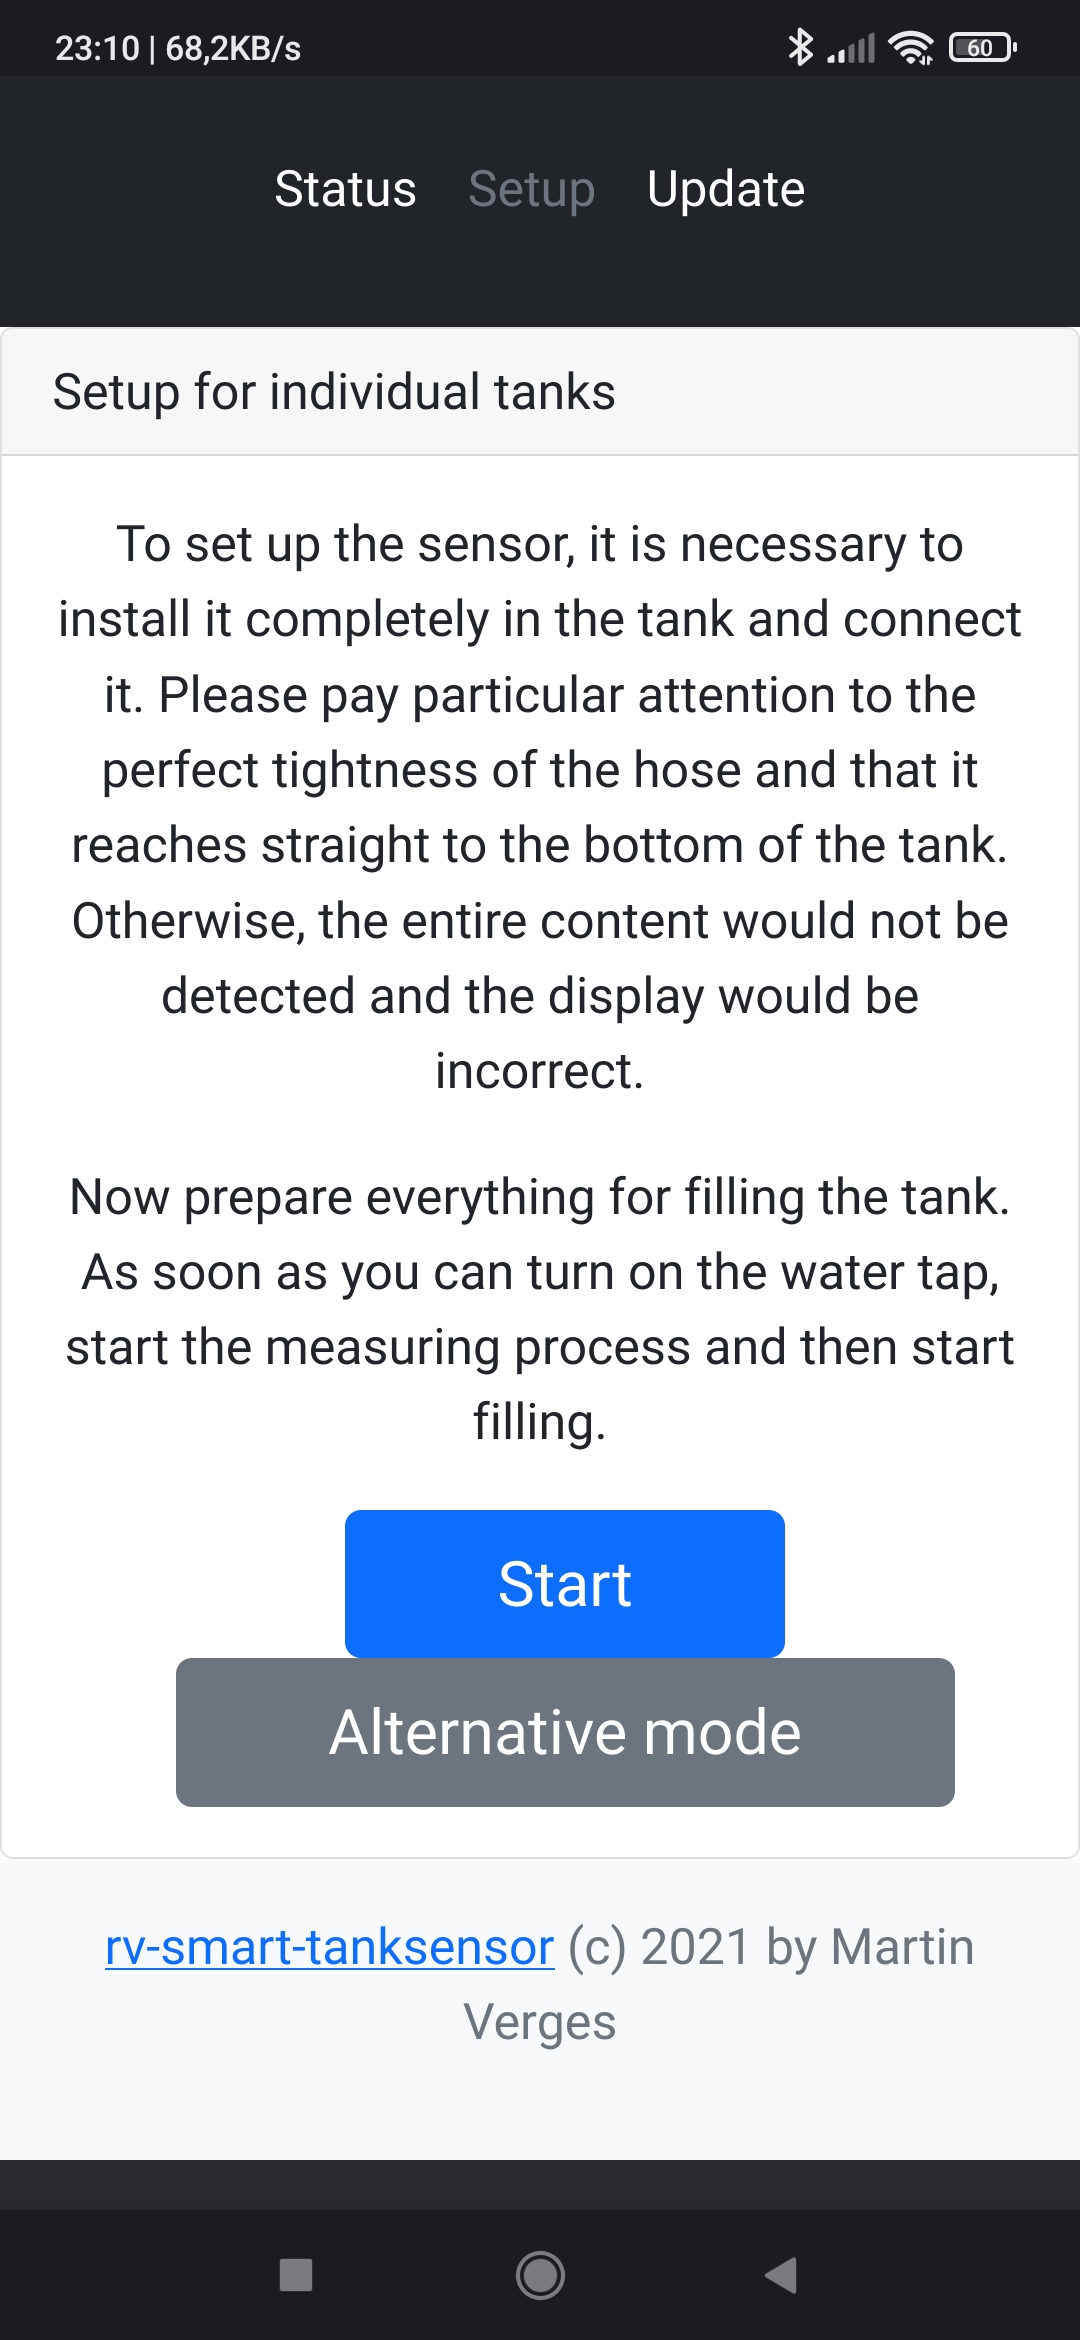 23:10 | 68,2KB/s
60
Status Setup Update
Setup for individual tanks
To set up the sensor, it is necessary to
install it completely in the tank and connect
it. Please pay particular attention to the
perfect tightness of the hose and that it
reaches straight to the bottom of the tank.
Otherwise, the entire content would not be
detected and the display would be
incorrect.
Now prepare everything for filling the tank.
As soon as you can turn on the water tap,
start the measuring process and then start
filling.
Start
Alternative mode
rv-smart-tanksensor (c) 2021 by Martin
Verges